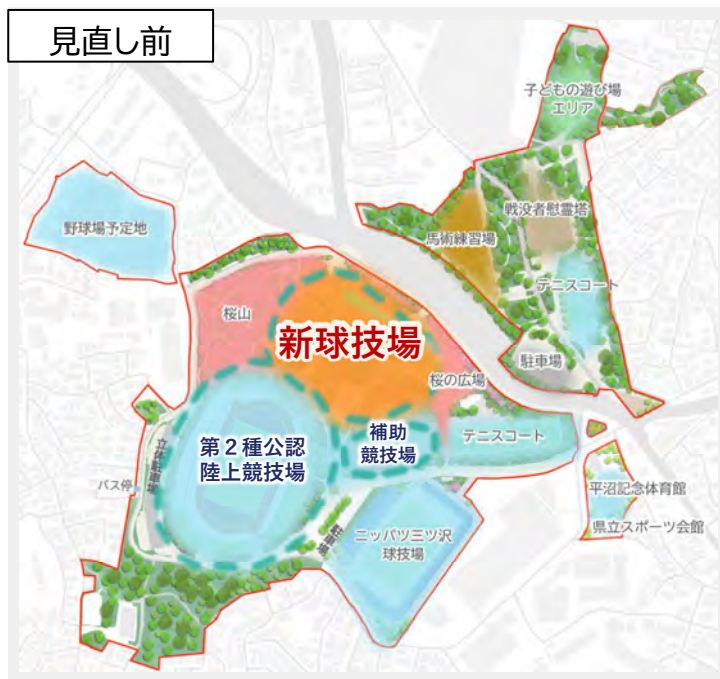 見直し前
子どもの遊び場
エリア
戦没者慰霊塔
馬術練習場
野球場予定地
テニスコート
桜山
新球技場
駐車場
桜の広場
補助
競技場
テニスコート
第2種公認
陸上競技場
立体駐車場
バス停
平沼記念体育館
駐車場
ニッパツ三ツ沢
球技場
県立スポーツ会館